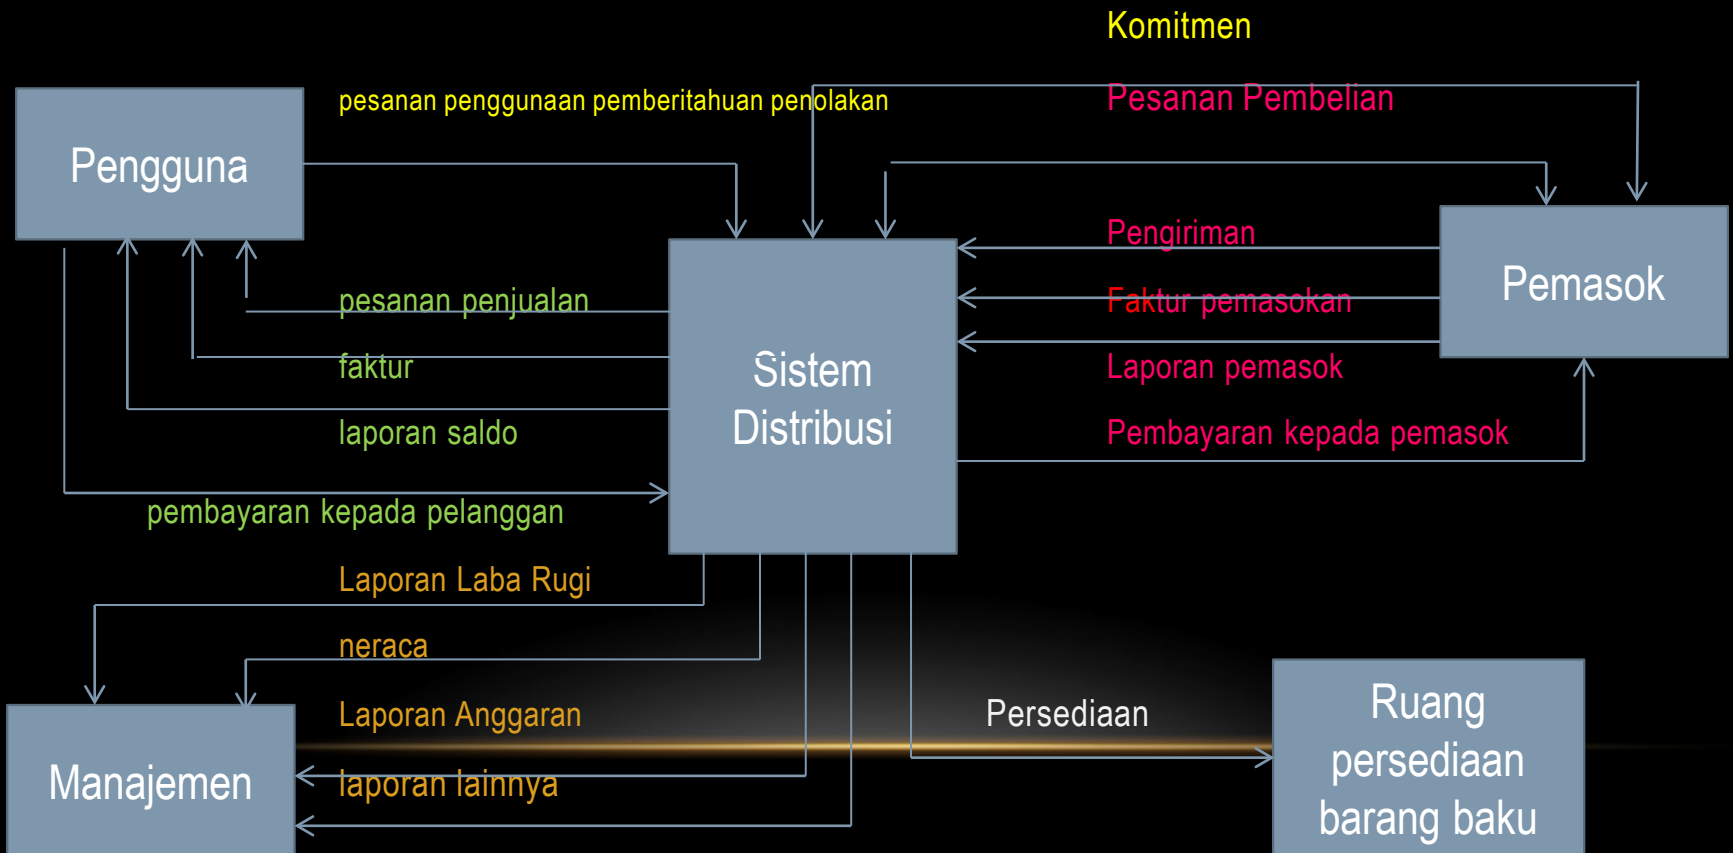 Komitmen
pesanan penggunaan pemberitahuan penolakan
Pesanan Pembelian
Pengguna
Pengiriman
Pemasok
pesanan penjualan
Faktur pemasokan
faktur
Sistem
Distribusi
Laporan pemasok
laporan saldo
Pembayaran kepada pemasok
pembayaran kepada pelanggan
Laporan Laba Rugi
neraca
Laporan Anggaran
Persediaan
Ruang
persediaan
barang baku
Manajemen
laporan lainnya